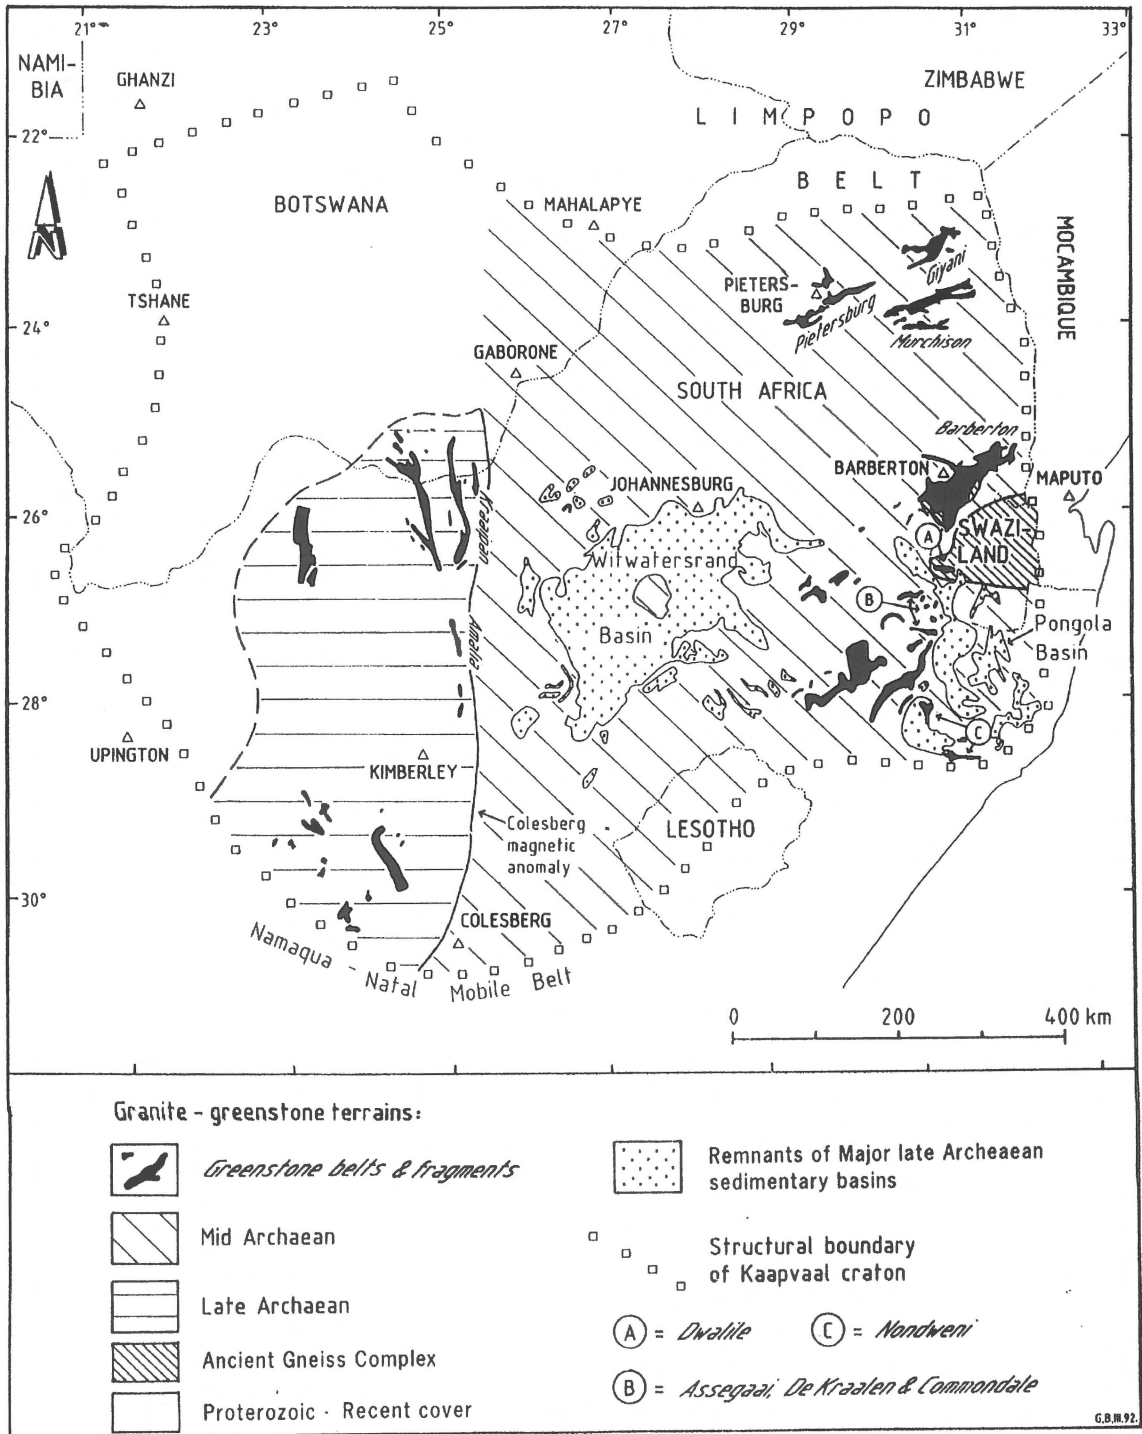 21°
23°
25°
27°
29°
31°
33°
NAMI-
BIA
GHANZI
ZIMBABWE
LIMPOPO
22°
BELT
BOTSWANA
MAHALAPYE
MOCAMBIQUE
N
Giyani
PIETERS-
BURG
TSHANE
Pietersburg
24°
Murchison
GABORONE
SOUTH AFRICA
Barberton
BARBERTON
MAPUTO
JOHANNESBURG
26°
Kraaipan
A
SWAZI-
LAND
Witwatersrand
B
Pongola
Basin
Basin
Amalia
28°
C
UPINGTON
KIMBERLEY
Colesberg
magnetic
anomaly
LESOTHO
30°
COLESBERG
Namaqua - Natal Mobile Belt
0 200 400 km
Granite - greenstone terrains:
Greenstone belts & fragments
Mid Archaean
Late Archaean
Ancient Gneiss Complex
Proterozoic - Recent cover
Remnants of Major late Archeaean
sedimentary basins
Structural boundary
of Kaapvaal craton
A = Dwalile C = Nondweni
B = Assegaai, De Kraalen & Commondale
G.B.III.92.